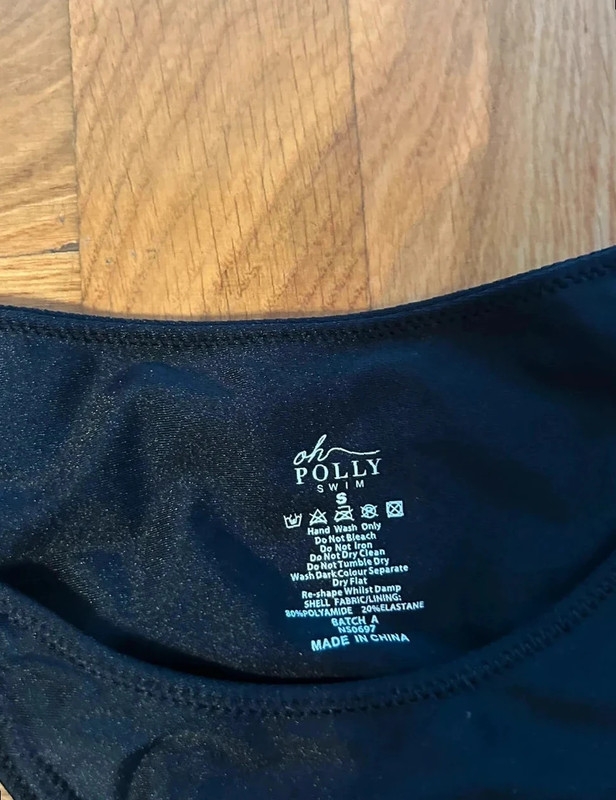 oh
POLLY
SWIM
S
Hand Wash Only
Do Not Bleach
Do Not Iron
Do Not Dry Clean
Do Not Tumble Dry
Wash Dark Colour Separate
Dry Flat
Re-shape Whilst Damp
SHELL FABRIC/LINING:
80%POLYAMIDE 20%ELASTANE
BATCH A
NS0697
MADE IN CHINA